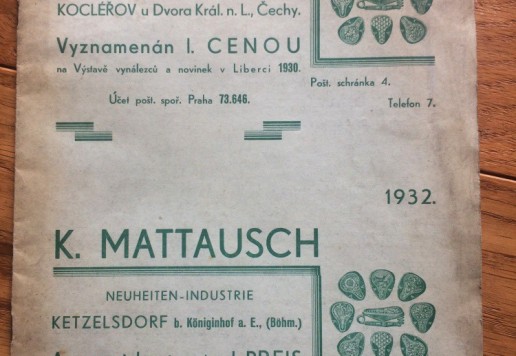 KOCLÉŘOV u Dvora Král. n. L., Čechy.
Vyznamenán I. CENOU
na Výstavě vynálezců a novinek v Liberci 1930.
Pošt. schránka 4.
Účet pošt. spoř. Praha 73.646.
Telefon 7.
1932.
K. MATTAUSCH
NEUHEITEN-INDUSTRIE
KETZELSDORF b. Königinhof a. E., (Böhm.)
PREIS